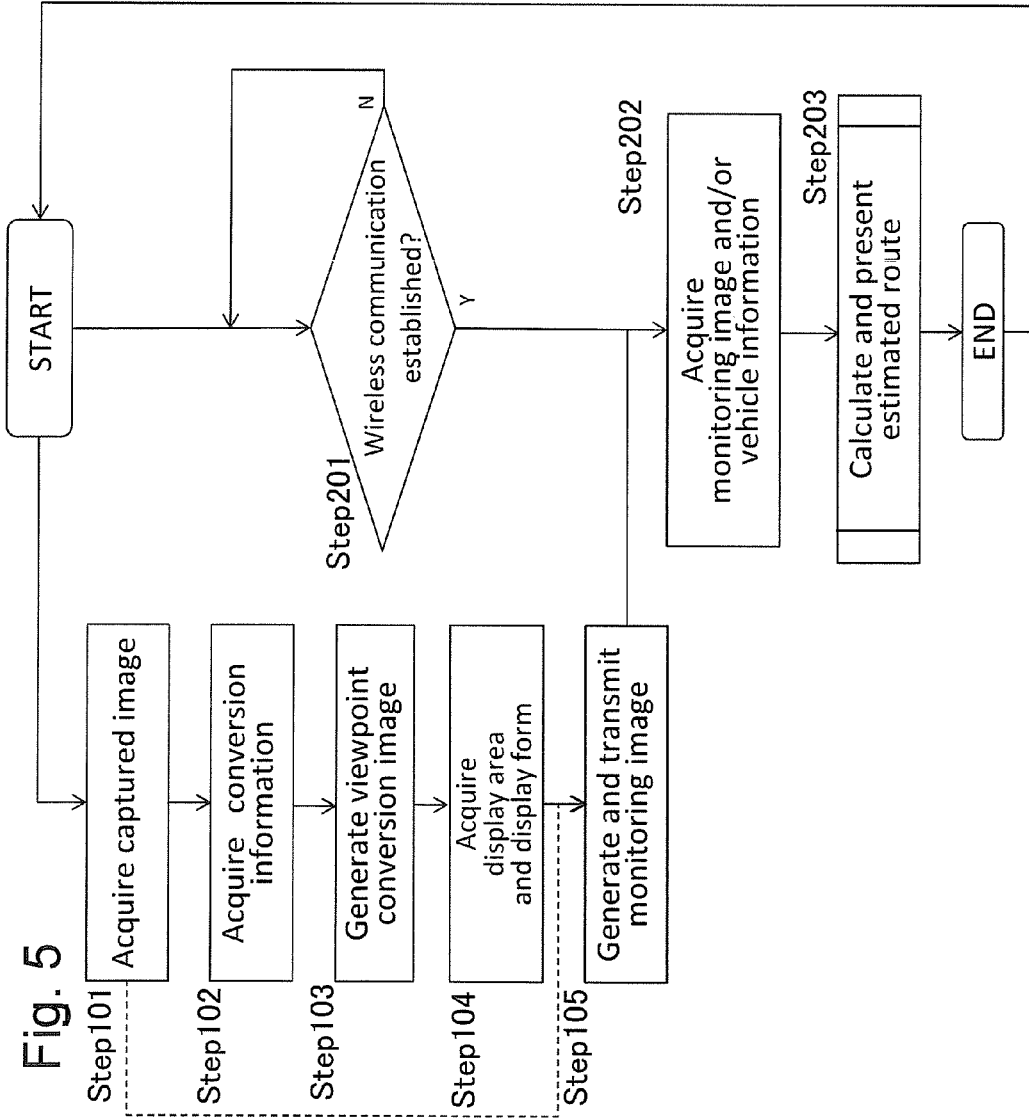 Fig. 5
START
Step101
Acquire captured image
Step102
Acquire conversion
information
Step103
Generate viewpoint
conversion image
Step104
Acquire
display area
and display form
Step105
Generate and transmit
monitoring image
Step201
Wireless communication
established?
N
Y
Step202
Acquire
monitoring image and/or
vehicle information
Step203
Calculate and present
estimated route
END